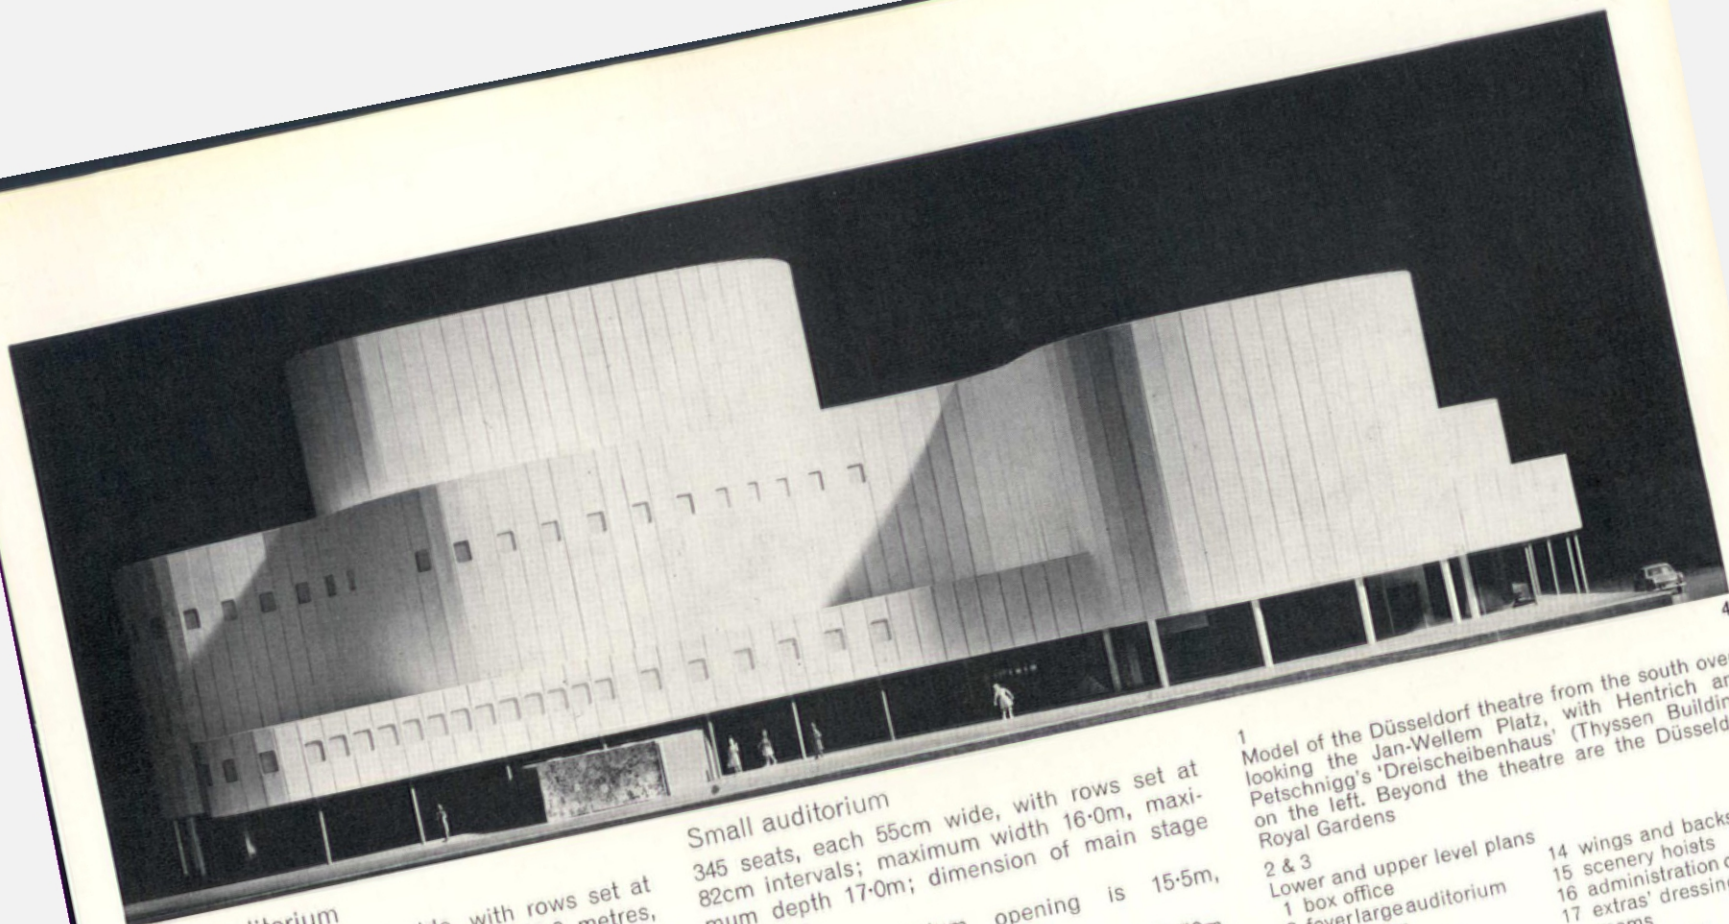 4
ditorium
with rows set at
metres,
Small auditorium
345 seats, each 55cm wide, with rows set at
82cm intervals; maximum width 16·0m, maxi-
mum depth 17·0m; dimension of main stage
opening is 15·5m,
1
Model of the Düsseldorf theatre from the south over
looking the Jan-Wellem Platz, with Hentrich an
Petschnigg's 'Dreischeibenhaus' (Thyssen Buildin
on the left. Beyond the theatre are the Düsseld
Royal Gardens
2 & 3
Lower and upper level plans
1 box office
foyer large auditorium
14 wings and backs
15 scenery hoists
16 administration
17 extras' dressing